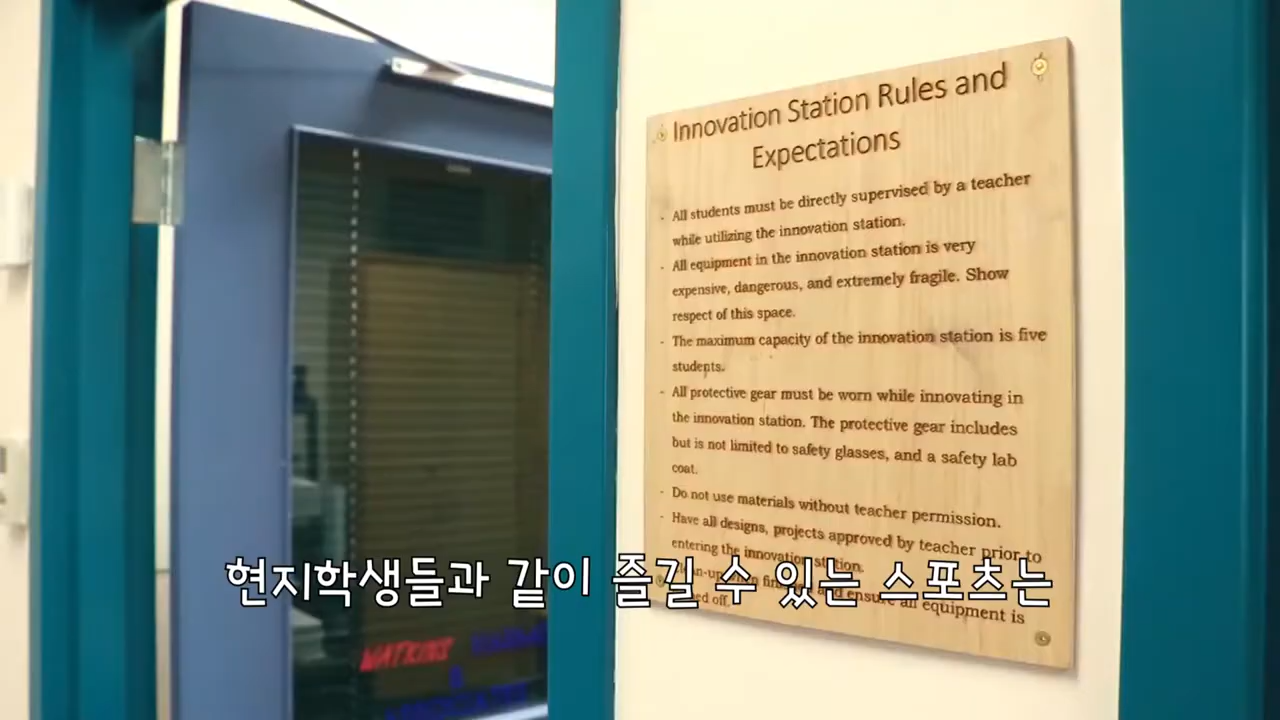 Innovation Station Rules and
Expectations
- All students must be directly supervised by a teacher
while utilizing the innovation station.
- All equipment in the innovation station is very
expensive, dangerous, and extremely fragile. Show
respect of this space.
- The maximum capacity of the innovation station is five
students.
- All protective gear must be worn while innovating in
the innovation station. The protective gear includes
but is not limited to safety glasses, and a safety lab
coat.
- Do not use materials without teacher permission.
- Have all designs, projects approved by teacher prior to
entering the innovation station.
and ensure all equipment is
off.
현지학생들과 같이 즐길 수 있는 스포츠는
WATKINS